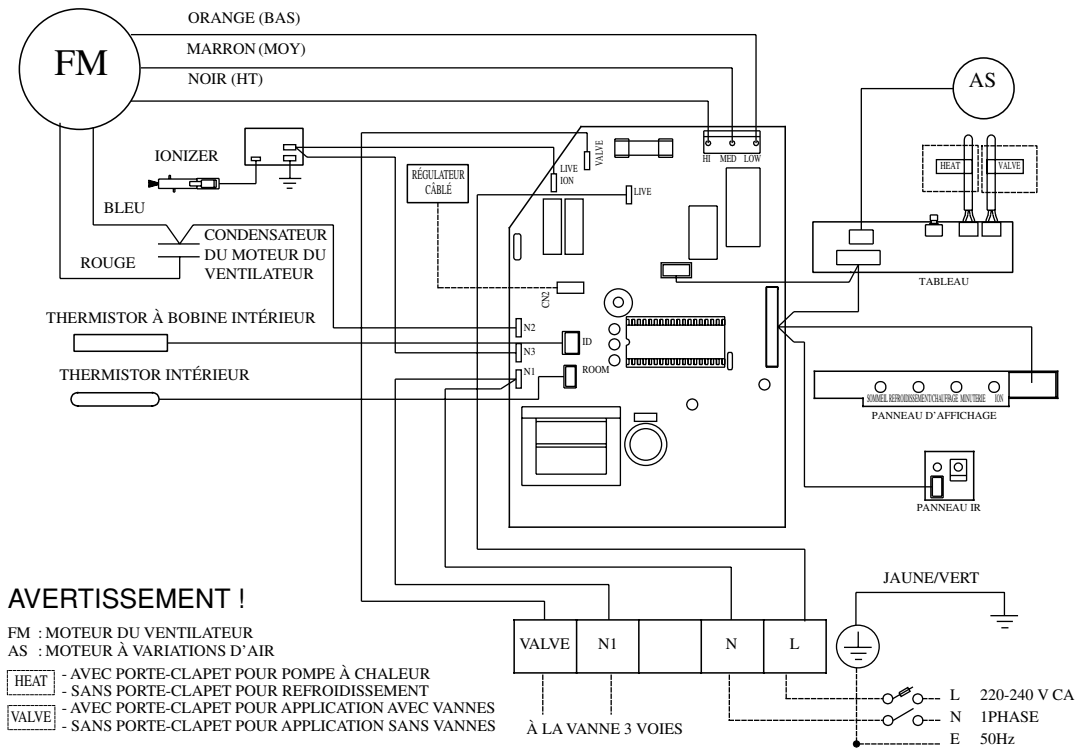 ORANGE (BAS)
MARRON (MOY)
NOIR (HT)
FM
AS
IONIZER
RÉGULATEUR
CÂBLÉ
VALVE
LIVE
ION
LIVE
HI MED LOW
HEAT
VALVE
BLEU
CONDENSATEUR
DU MOTEUR DU
VENTILATEUR
ROUGE
TABLEAU
CN2
THERMISTOR À BOBINE INTÉRIEUR
N2
ID
N3
THERMISTOR INTÉRIEUR
N1
ROOM
SOMMEIL REFROIDISSEMENT/CHAUFFAGE MINUTERIE ION
PANNEAU D'AFFICHAGE
PANNEAU IR
JAUNE/VERT
AVERTISSEMENT !
FM : MOTEUR DU VENTILATEUR
AS : MOTEUR À VARIATIONS D'AIR
HEAT - AVEC PORTE-CLAPET POUR POMPE À CHALEUR
- SANS PORTE-CLAPET POUR REFROIDISSEMENT
VALVE - AVEC PORTE-CLAPET POUR APPLICATION AVEC VANNES
- SANS PORTE-CLAPET POUR APPLICATION SANS VANNES
VALVE N1 N L
À LA VANNE 3 VOIES
L 220-240 V CA
N 1PHASE
E 50Hz